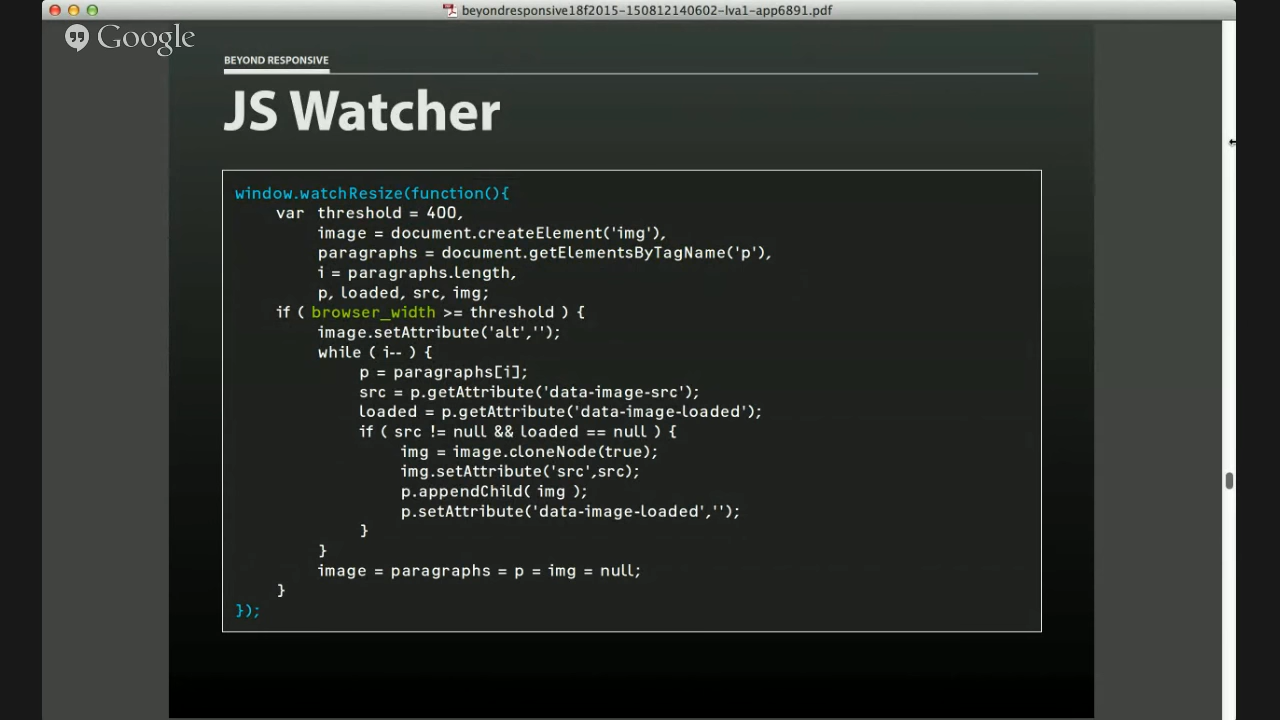 beyondresponsive18f2015-150812140602-lva1-app6891.pdf
Google
BEYOND RESPONSIVE
JS Watcher
window.watchResize(function(){
var threshold = 400,
image = document.createElement('img'),
paragraphs = document.getElementsByTagName('p'),
i = paragraphs.length,
p, loaded, src, img;
if ( browser_width >= threshold ) {
image.setAttribute('alt','');
while ( i-- ) {
p = paragraphs[i];
src = p.getAttribute('data-image-src');
loaded = p.getAttribute('data-image-loaded');
if ( src != null && loaded == null ) {
img = image.cloneNode(true);
img.setAttribute('src',src);
p.appendChild( img );
p.setAttribute('data-image-loaded','');
}
}
image = paragraphs = p = img = null;
}
});